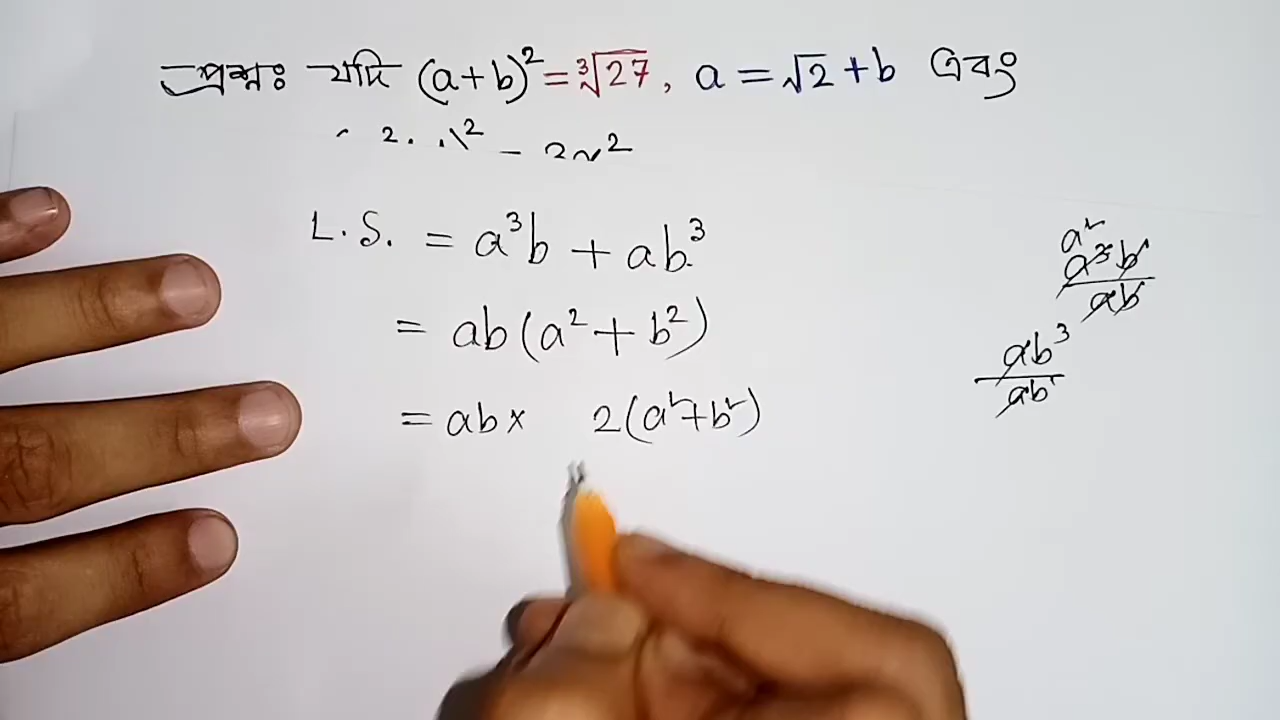 প্রশ্নঃ যদি (a+b)² = ∛27, a = √2 + b এবং
L.S. = a³b + ab³
= ab(a² + b²)
= ab× 2(a²+b²)
a²
a³b
ab
ab³
ab